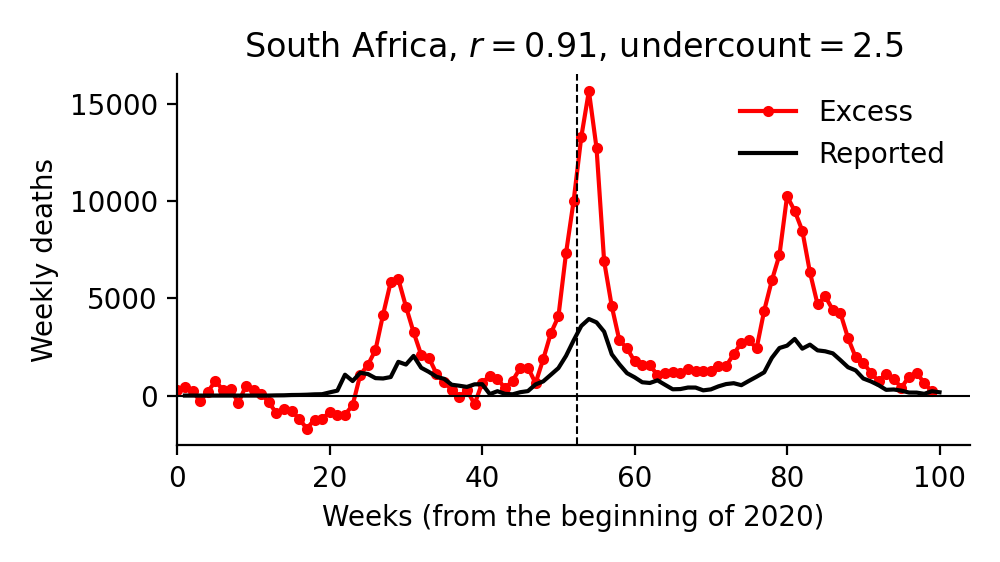 South Africa, r = 0.91, undercount = 2.5
Excess
Reported
Weekly deaths
15000
10000
5000
0
0 20 40 60 80 100
Weeks (from the beginning of 2020)